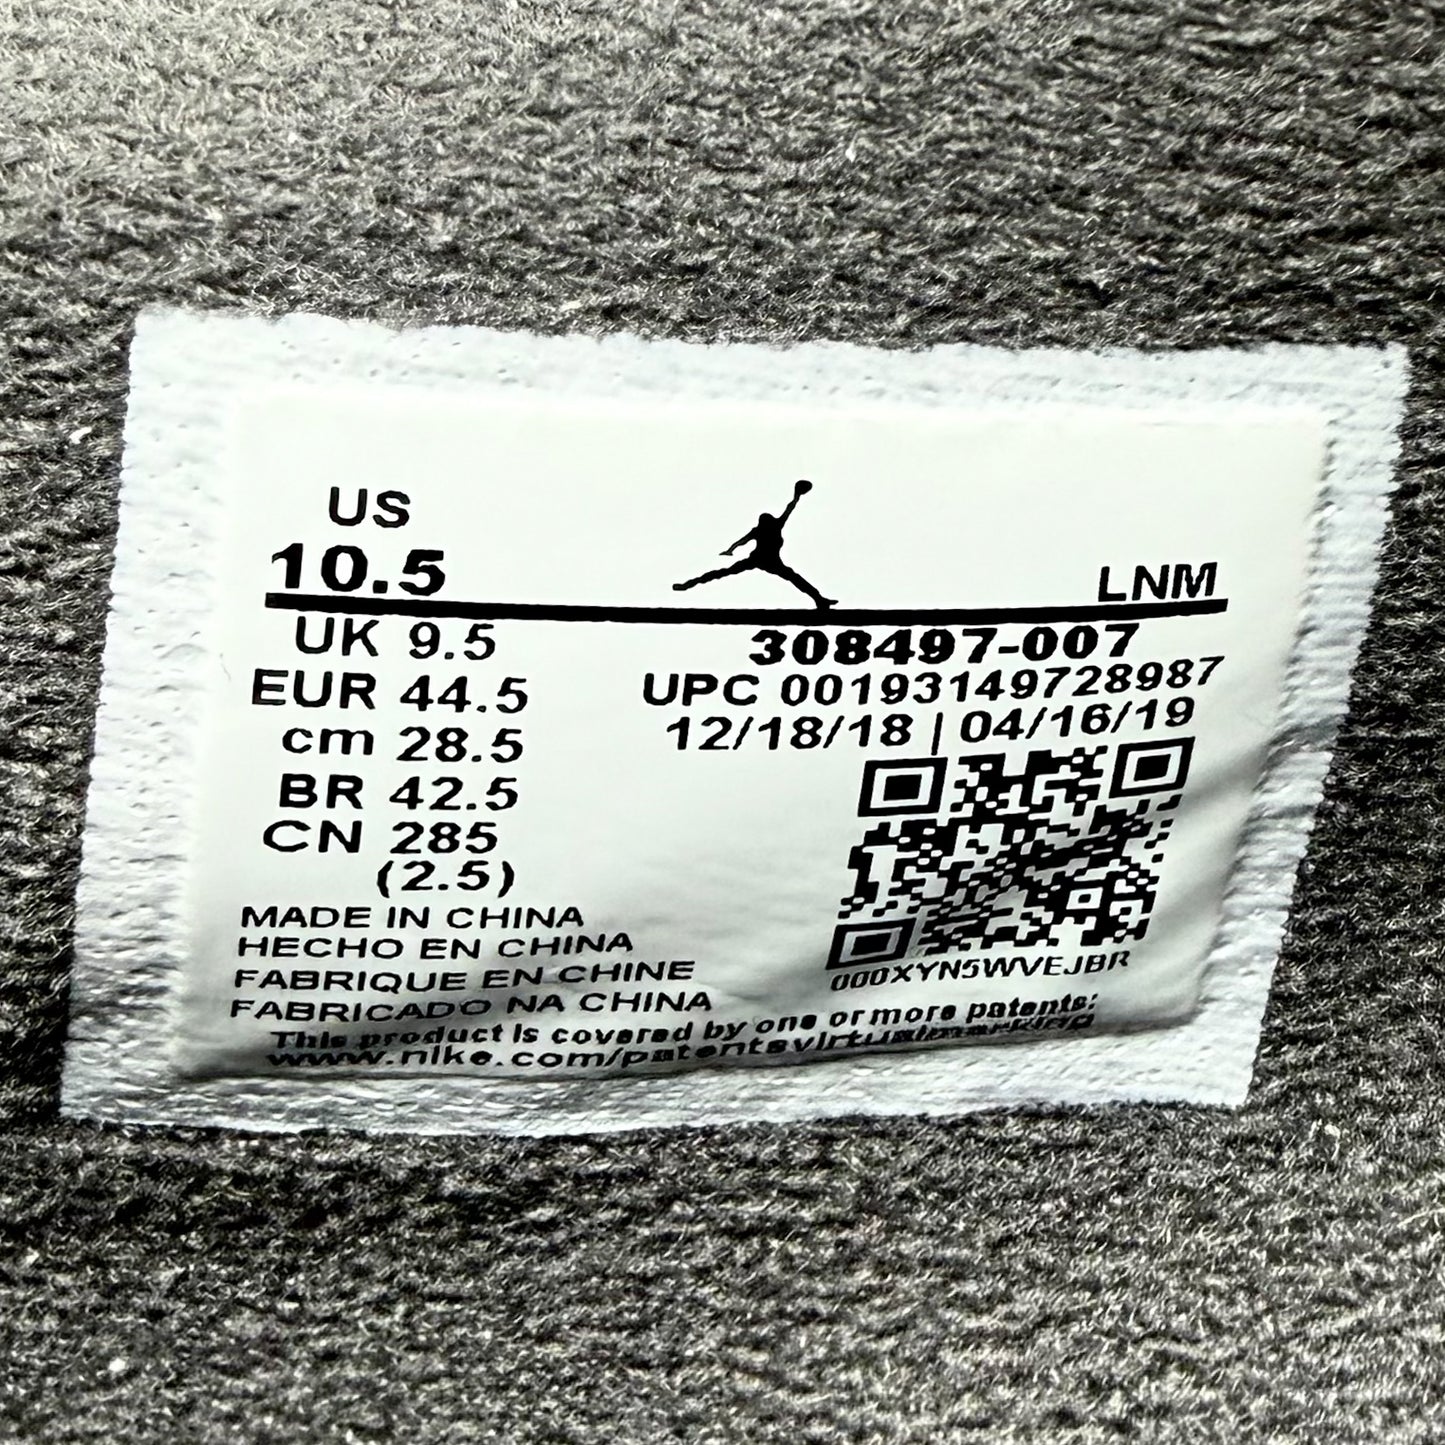 US
10.5
LNM
UK 9.5
EUR 44.5
cm 28.5
BR 42.5
CN 285
(2.5)
308497-007
UPC 00193149728987
12/18/18 | 04/16/19
000XYN5WVEJBR
MADE IN CHINA
HECHO EN CHINA
FABRIQUE EN CHINE
FABRICADO NA CHINA
This product is covered by one or more patents:
www.nike.com/patentsvirtualmarking